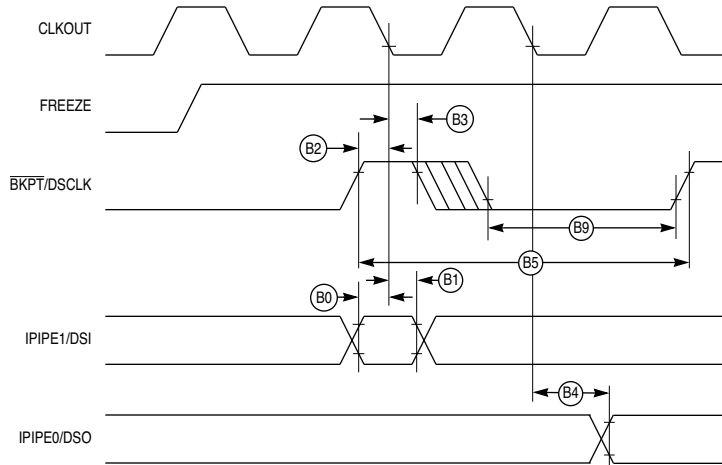 CLKOUT
FREEZE
B3
B2
BKPT/DSCLK
B9
B5
B1
B0
IPIPE1/DSI
B4
IPIPE0/DSO